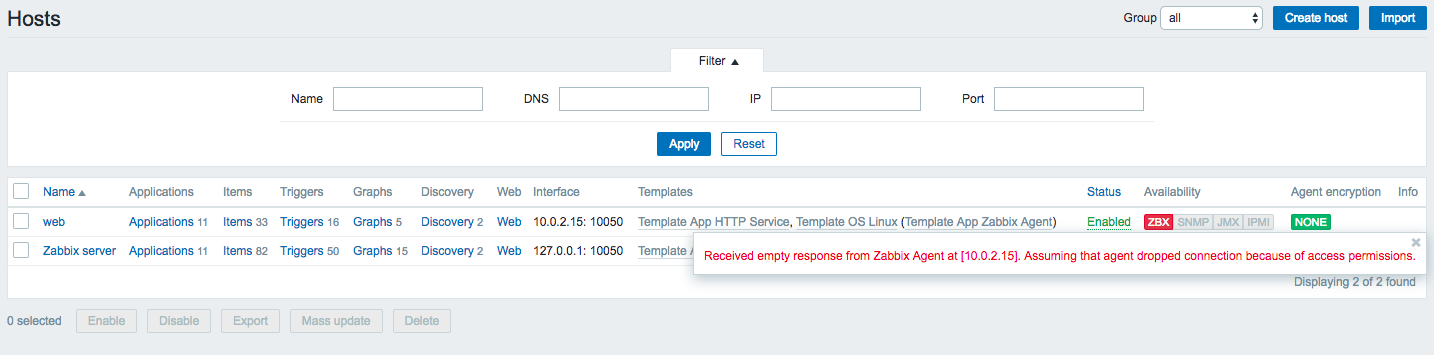 Hosts Group all Create host Import
Filter
Name DNS IP Port
Apply Reset
Name Applications Items Triggers Graphs Discovery Web Interface Templates Status Availability Agent encryption Info
web Applications 11 Items 33 Triggers 16 Graphs 5 Discovery 2 Web 10.0.2.15: 10050 Template App HTTP Service, Template OS Linux (Template App Zabbix Agent) Enabled ZBX SNMP JMX IPMI NONE
Zabbix server Applications 11 Items 82 Triggers 50 Graphs 15 Discovery 2 Web 127.0.0.1: 10050 Template
Received empty response from Zabbix Agent at [10.0.2.15]. Assuming that agent dropped connection because of access permissions.
Displaying 2 of 2 found
0 selected Enable Disable Export Mass update Delete